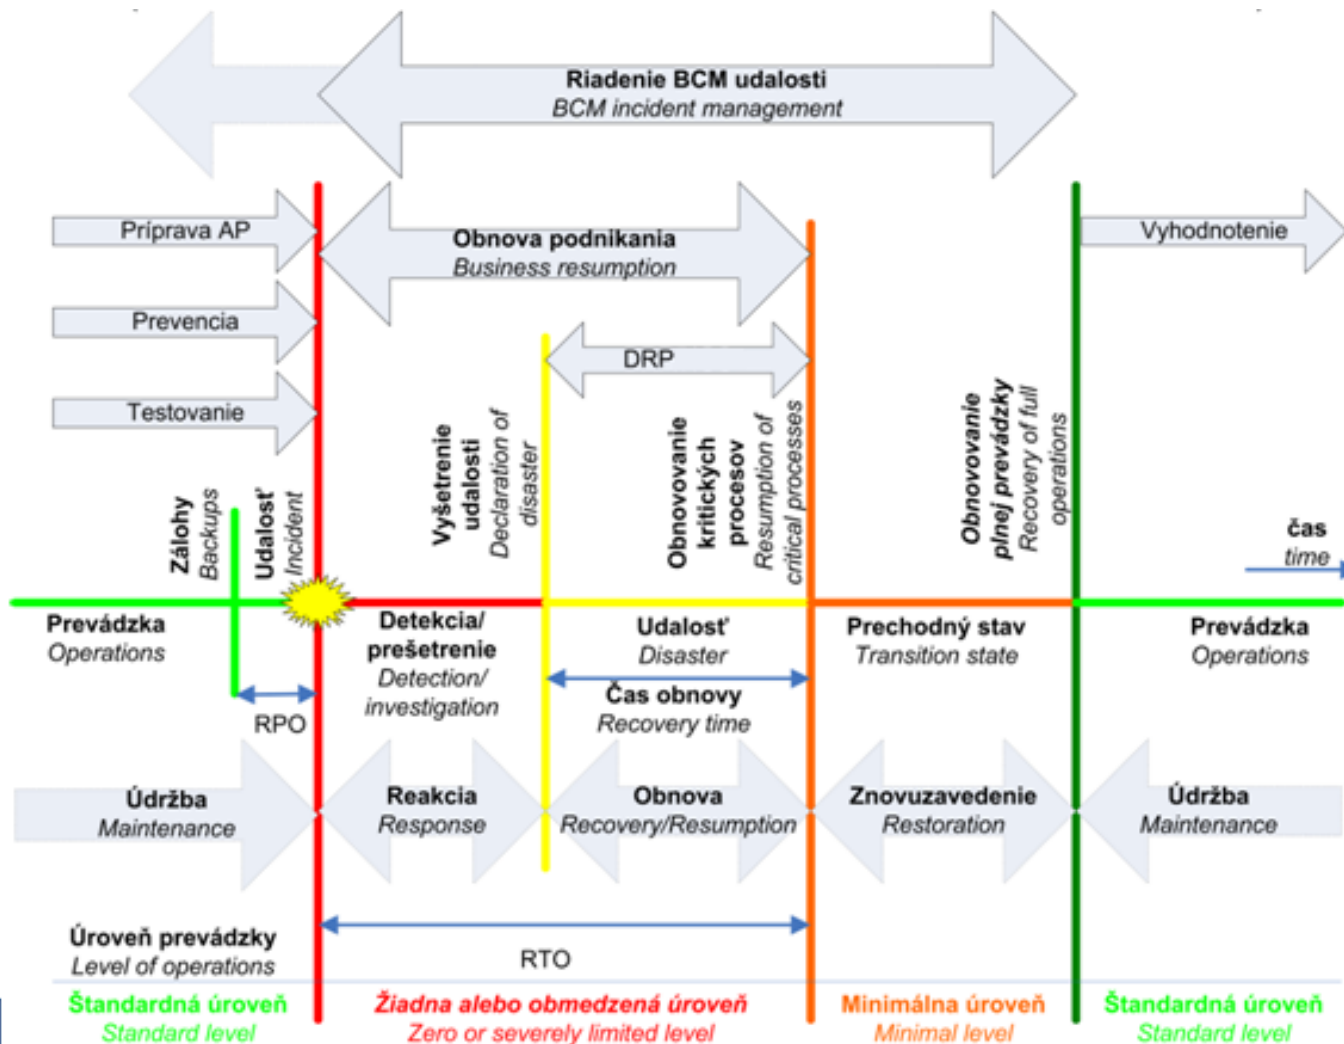 Riadenie BCM udalosti
BCM incident management
Príprava AP
Obnova podnikania
Business resumption
Vyhodnotenie
Prevencia
DRP
Testovanie
Zálohy
Backups
Udalosť
Incident
Vyšetrenie
udalosti
Declaration of
disaster
Obnovovanie
kritických
procesov
Resumption of
critical processes
Obnovovanie
plnej prevádzky
Recovery of full
operations
čas
time
Prevádzka
Operations
Detekcia/
prešetrenie
Detection/
investigation
Udalosť
Disaster
Prechodný stav
Transition state
Prevádzka
Operations
RPO
Čas obnovy
Recovery time
Údržba
Maintenance
Reakcia
Response
Obnova
Recovery/Resumption
Znovuzavedenie
Restoration
Údržba
Maintenance
Úroveň prevádzky
Level of operations
RTO
Štandardná úroveň
Standard level
Žiadna alebo obmedzená úroveň
Zero or severely limited level
Minimálna úroveň
Minimal level
Štandardná úroveň
Standard level